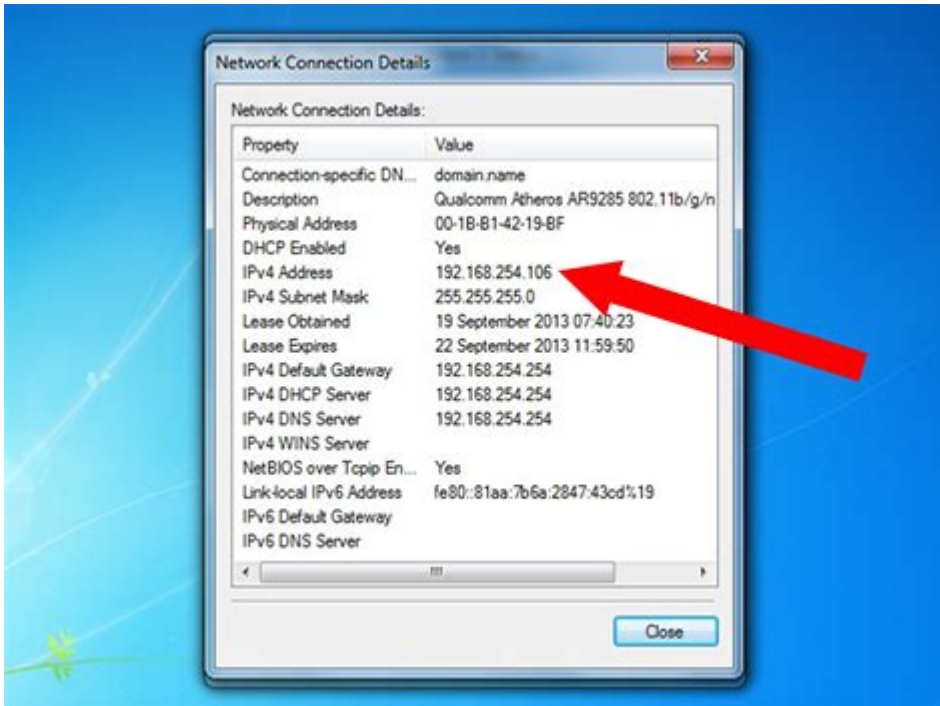 Network Connection Details
Network Connection Details:
Property Value
Connection-specific DN... domain.name
Description Qualcomm Atheros AR9285 802.11b/g/n
Physical Address 00-1B-B1-42-19-BF
DHCP Enabled Yes
IPv4 Address 192.168.254.106
IPv4 Subnet Mask 255.255.255.0
Lease Obtained 19 September 2013 07:40:23
Lease Expires 22 September 2013 11:59:50
IPv4 Default Gateway 192.168.254.254
IPv4 DHCP Server 192.168.254.254
IPv4 DNS Server 192.168.254.254
IPv4 WINS Server
NetBIOS over Tcpip En... Yes
Link-local IPv6 Address fe80::81aa:7b6a:2847:43cd%19
IPv6 Default Gateway
IPv6 DNS Server
Close